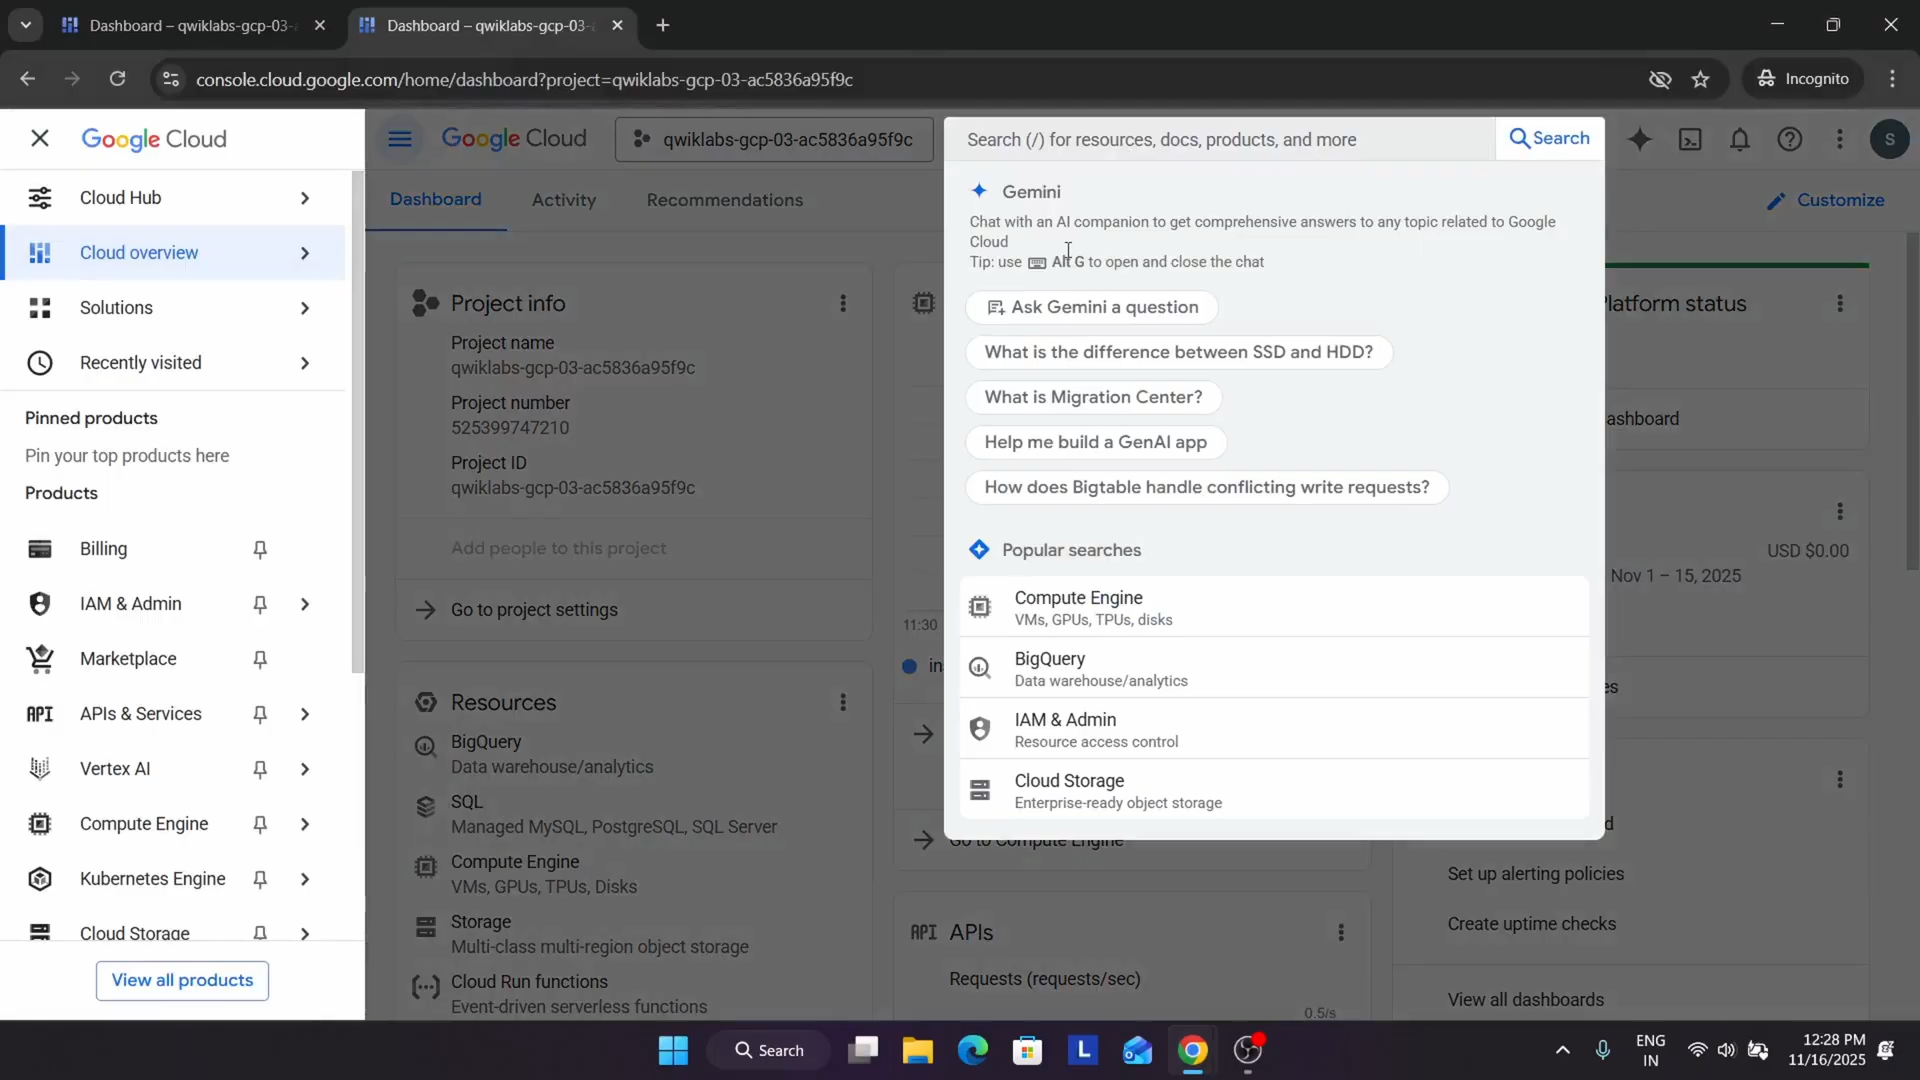 Dashboard – qwiklabs-gcp-03-
Dashboard – qwiklabs-gcp-03-
console.cloud.google.com/home/dashboard?project=qwiklabs-gcp-03-ac5836a95f9c
Incognito
Google Cloud
Cloud Hub
Cloud overview
Solutions
Recently visited
Pinned products
Pin your top products here
Products
Billing
IAM & Admin
Marketplace
API APIs & Services
Vertex AI
Compute Engine
Kubernetes Engine
Cloud Storage
View all products
Google Cloud
qwiklabs-gcp-03-ac5836a95f9c
Dashboard
Activity
Recommendations
Customize
Project info
Project name
qwiklabs-gcp-03-ac5836a95f9c
Project number
525399747210
Project ID
qwiklabs-gcp-03-ac5836a95f9c
Add people to this project
Go to project settings
Resources
BigQuery
Data warehouse/analytics
SQL
Managed MySQL, PostgreSQL, SQL Server
Compute Engine
VMs, GPUs, TPUs, Disks
Storage
Multi-class multi-region object storage
Cloud Run functions
Event-driven serverless functions
Search (/) for resources, docs, products, and more
Search
S
Gemini
Chat with an AI companion to get comprehensive answers to any topic related to Google
Cloud
Tip: use Alt G to open and close the chat
Ask Gemini a question
What is the difference between SSD and HDD?
What is Migration Center?
Help me build a GenAI app
How does Bigtable handle conflicting write requests?
Popular searches
Compute Engine
VMs, GPUs, TPUs, disks
BigQuery
Data warehouse/analytics
IAM & Admin
Resource access control
Cloud Storage
Enterprise-ready object storage
11:30
in
Go to Compute Engine
API APIs
Requests (requests/sec)
0.5/s
Platform status
ashboard
USD $0.00
Nov 1 – 15, 2025
es
d
Set up alerting policies
Create uptime checks
View all dashboards
Search
L
ENG
IN
12:28 PM
11/16/2025